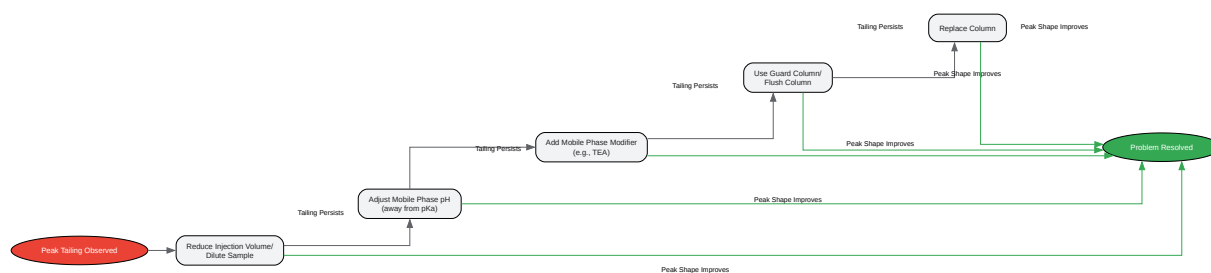 Tailing Persists
Replace Column
Peak Shape Improves
Use Guard Column/
Flush Column
Peak Shape Improves
Tailing Persists
Add Mobile Phase Modifier
(e.g., TEA)
Tailing Persists
Peak Shape Improves
Problem Resolved
Adjust Mobile Phase pH
(away from pKa)
Peak Shape Improves
Tailing Persists
Peak Tailing Observed
Reduce Injection Volume/
Dilute Sample
Peak Shape Improves